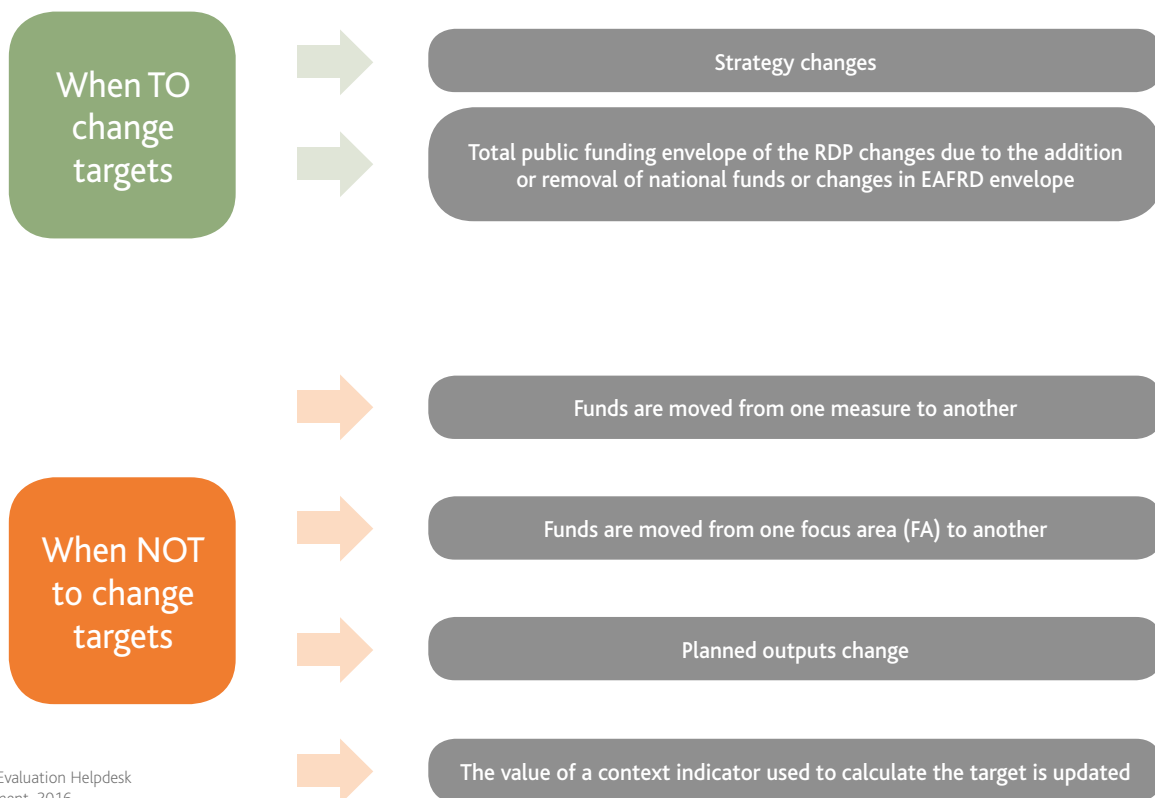 When TO
change
targets
Strategy changes
Total public funding envelope of the RDP changes due to the addition
or removal of national funds or changes in EAFRD envelope
When NOT
to change
targets
Funds are moved from one measure to another
Funds are moved from one focus area (FA) to another
Planned outputs change
The value of a context indicator used to calculate the target is updated
Evaluation Helpdesk
2016